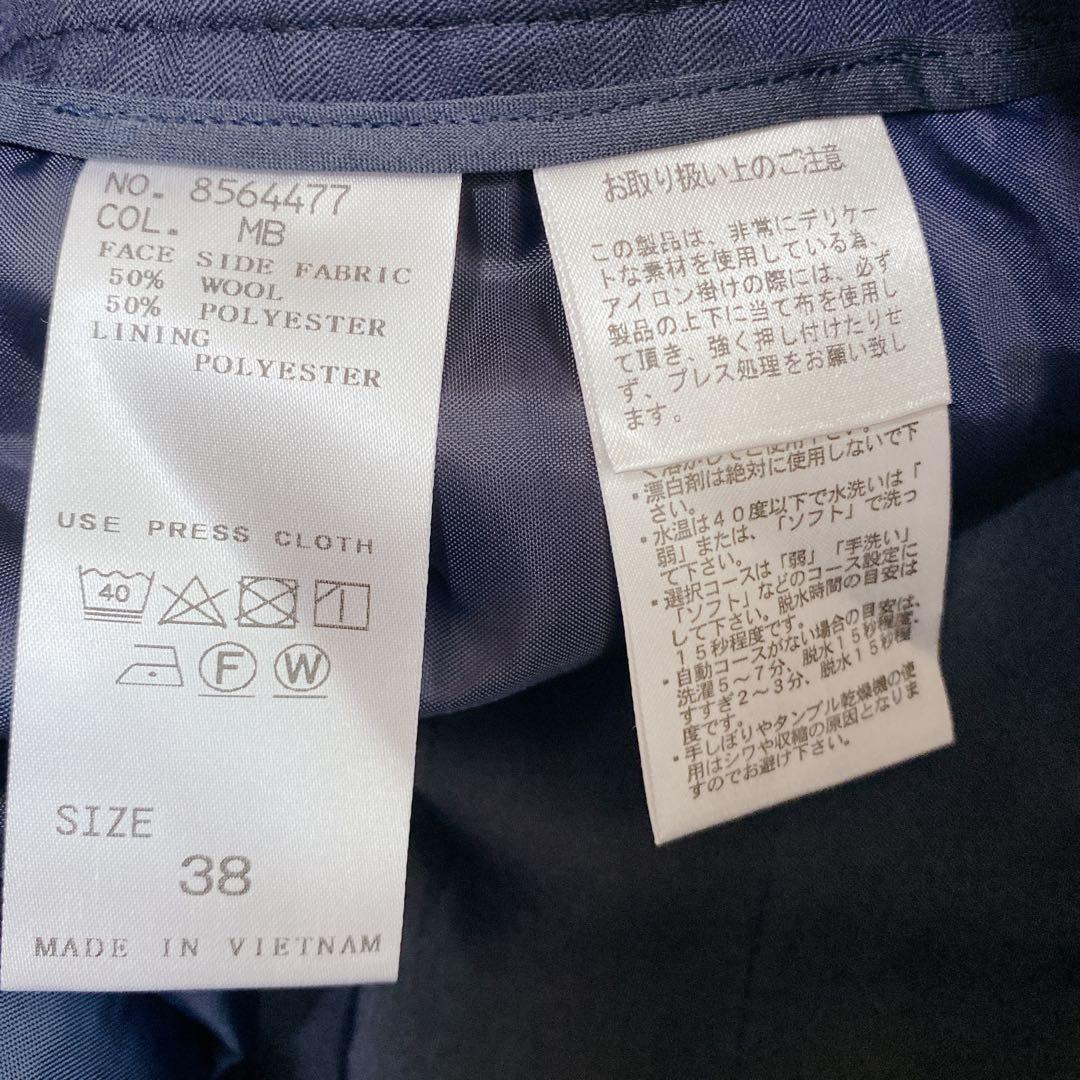 NO. 8564477
COL. MB
FACE SIDE FABRIC
50% WOOL
50% POLYESTER
LINING
POLYESTER
USE PRESS CLOTH
40
F W
SIZE
38
MADE IN VIETNAM
お取り扱い上のご注意
この製品は、非常にデリケー
トな素材を使用している為、
アイロン掛けの際には、必ず
製品の上下に当て布を使用し
て頂き、強く押し付けたりせ
ず、プレス処理をお願い致し
ます。
・漂白剤は絶対に使用しないで下
さい。
・水温は40度以下で水洗いは「
弱」または、「ソフト」で洗っ
て下さい。
・選択コースは「弱」「手洗い」
「ソフト」などのコース設定に
して下さい。脱水時間の目安は
15秒程度です。
・自動コースがない場合の目安は、
洗濯5~7分、脱水15秒程度、
すすぎ2~3分、脱水15秒程
度です。
・手しぼりやタンブル乾燥機の使
用はシワや収縮の原因となりま
すのでお避け下さい。